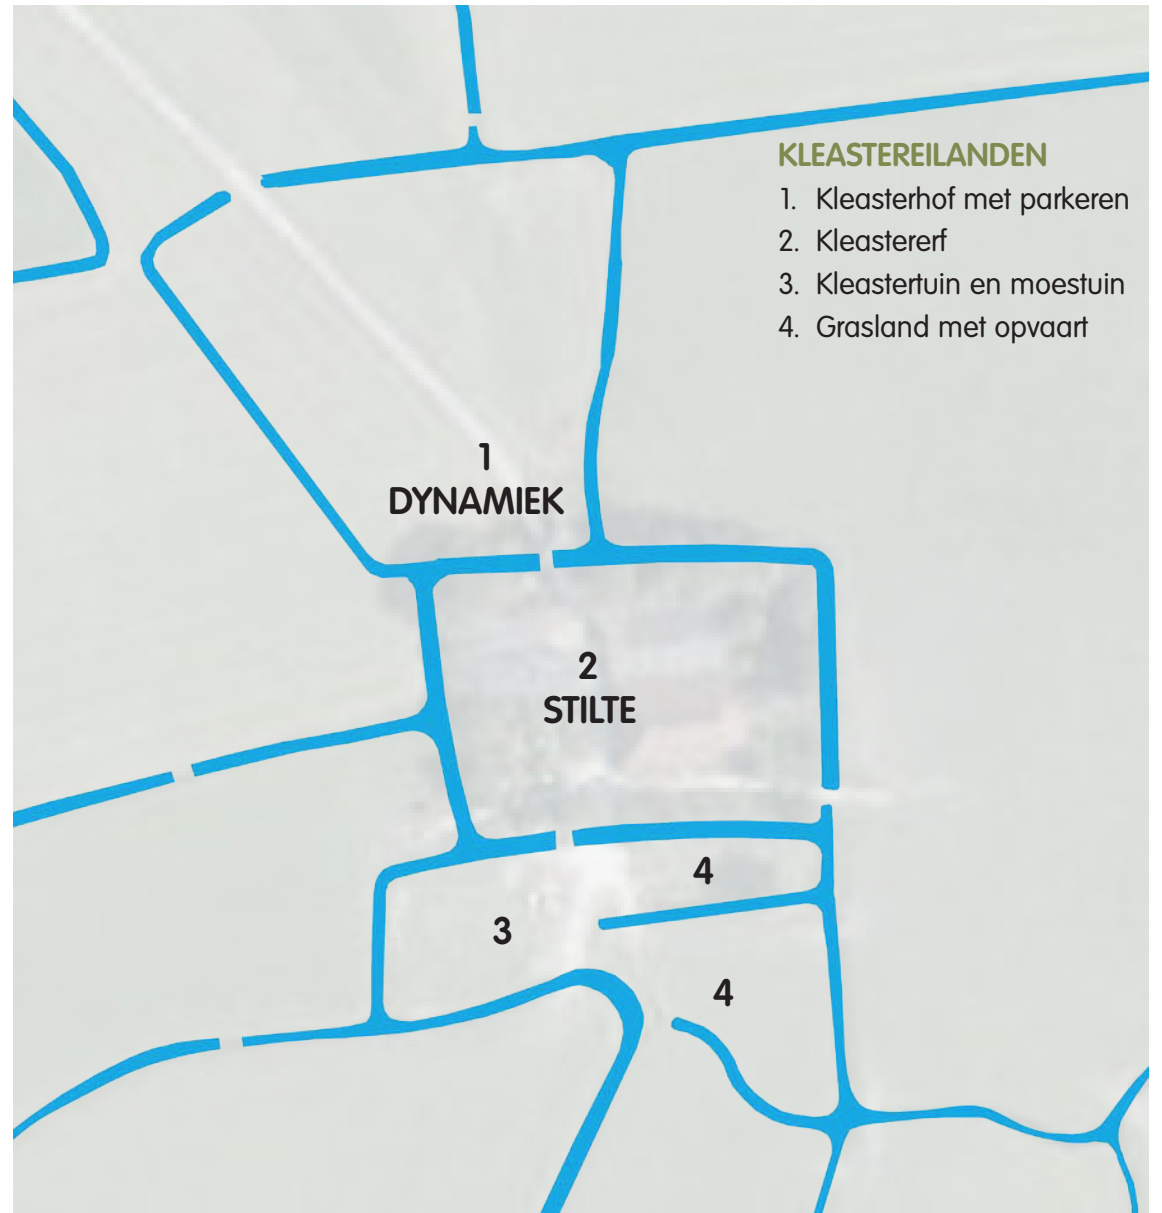 KLEASTEREILANDEN
1. Kleasterhof met parkeren
2. Kleastererf
3. Kleastertuin en moestuin
4. Grasland met opvaart
1
DYNAMIEK
2
STILTE
4
3
4